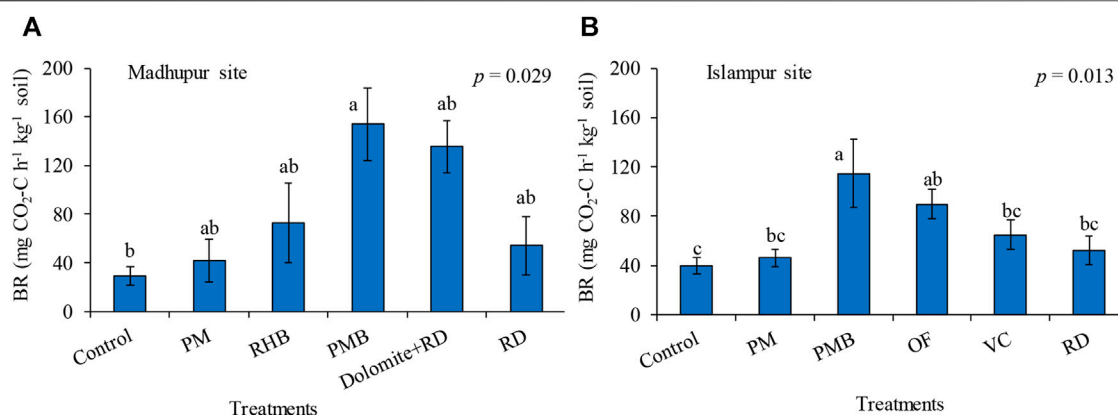 A
Madhupur site
p = 0.029
BR (mg CO₂-C h⁻¹ kg⁻¹ soil)
200
160
120
80
40
0
b
ab
ab
a
ab
ab
Control
PM
RHB
PMB
Dolomite+RD
RD
Treatments
B
Islampur site
p = 0.013
BR (mg CO₂-C h⁻¹ kg⁻¹ soil)
200
160
120
80
40
0
c
bc
a
ab
bc
bc
Control
PM
PMB
OF
VC
RD
Treatments